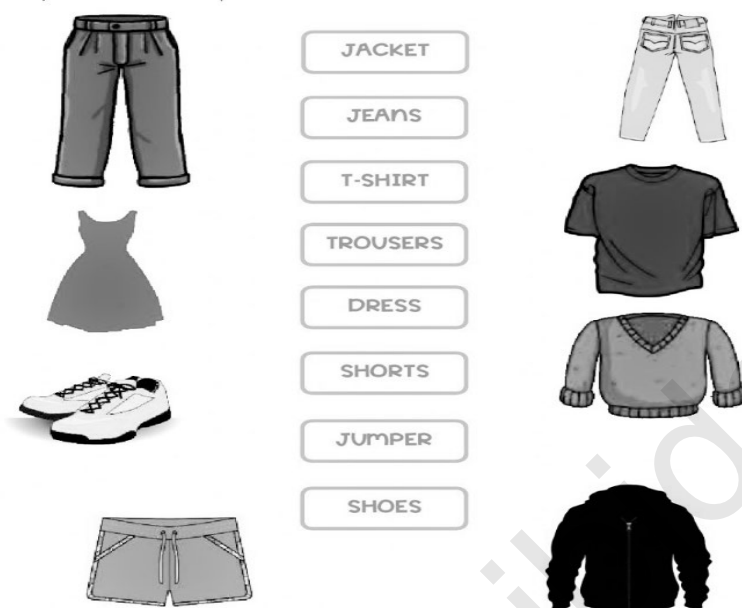 JACKET
JEANS
T-SHIRT
TROUSERS
DRESS
SHORTS
JUMPER
SHOES